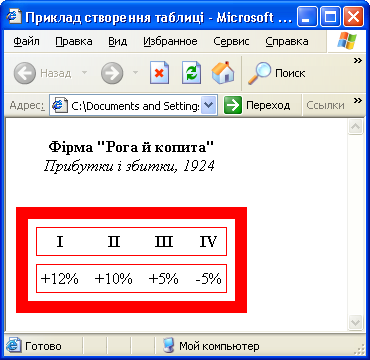 Приклад створення таблиці - Microsoft ...
Файл Правка Вид Избранное Сервис Справка
Назад Поиск
Адрес: C:\Documents and Settings Переход Ссылки
Фірма "Рога й копита"
Прибутки і збитки, 1924
I II III IV
+12% +10% +5% -5%
Готово Мой компьютер